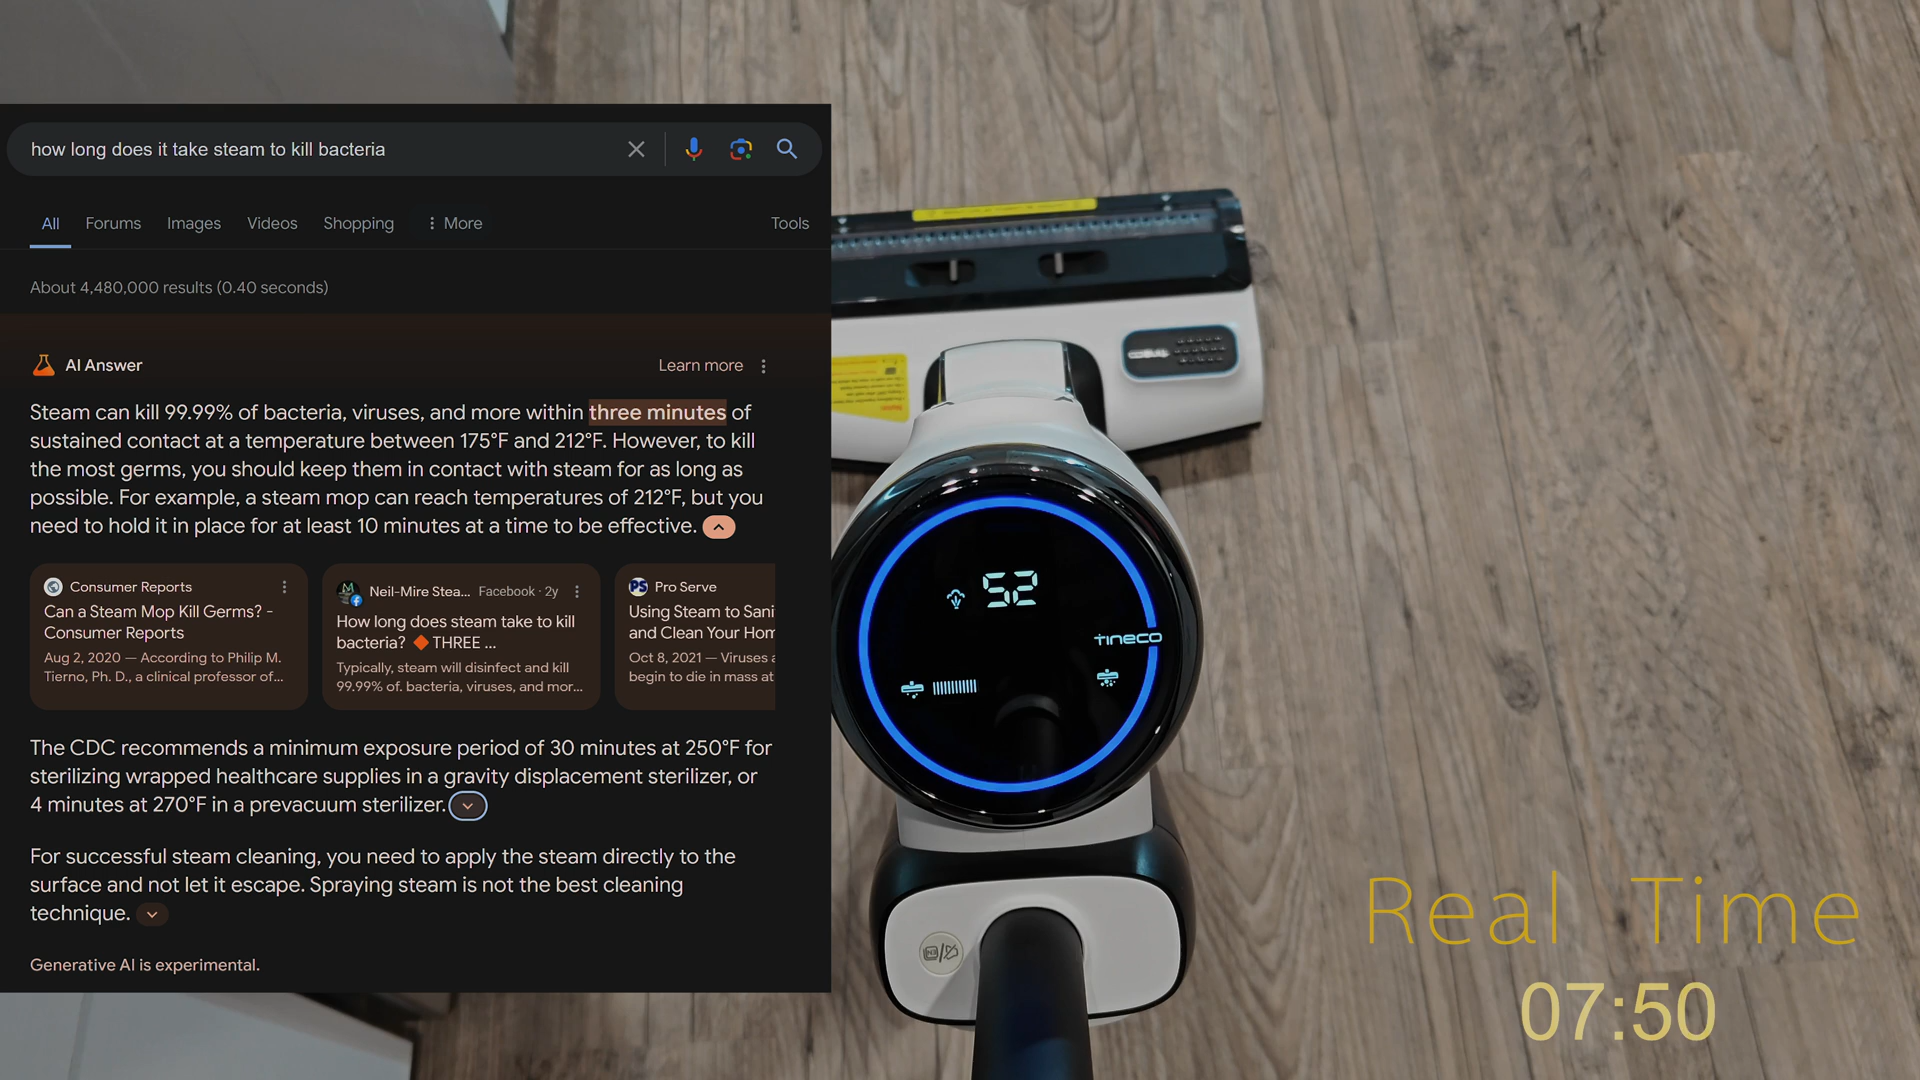 how long does it take steam to kill bacteria
All Forums Images Videos Shopping More Tools
About 4,480,000 results (0.40 seconds)
AI Answer Learn more
Steam can kill 99.99% of bacteria, viruses, and more within three minutes of
sustained contact at a temperature between 175°F and 212°F. However, to kill
the most germs, you should keep them in contact with steam for as long as
possible. For example, a steam mop can reach temperatures of 212°F, but you
need to hold it in place for at least 10 minutes at a time to be effective.
Consumer Reports
Can a Steam Mop Kill Germs? -
Consumer Reports
Aug 2, 2020 — According to Philip M.
Tierno, Ph. D., a clinical professor of...
Neil-Mire Stea... Facebook · 2y
How long does steam take to kill
bacteria? THREE ...
Typically, steam will disinfect and kill
99.99% of. bacteria, viruses, and mor...
PS Pro Serve
Using Steam to Sani
and Clean Your Hom
Oct 8, 2021 — Viruses a
begin to die in mass at
The CDC recommends a minimum exposure period of 30 minutes at 250°F for
sterilizing wrapped healthcare supplies in a gravity displacement sterilizer, or
4 minutes at 270°F in a prevacuum sterilizer.
For successful steam cleaning, you need to apply the steam directly to the
surface and not let it escape. Spraying steam is not the best cleaning
technique.
Generative AI is experimental.
52
TINECO
Real Time
07:50